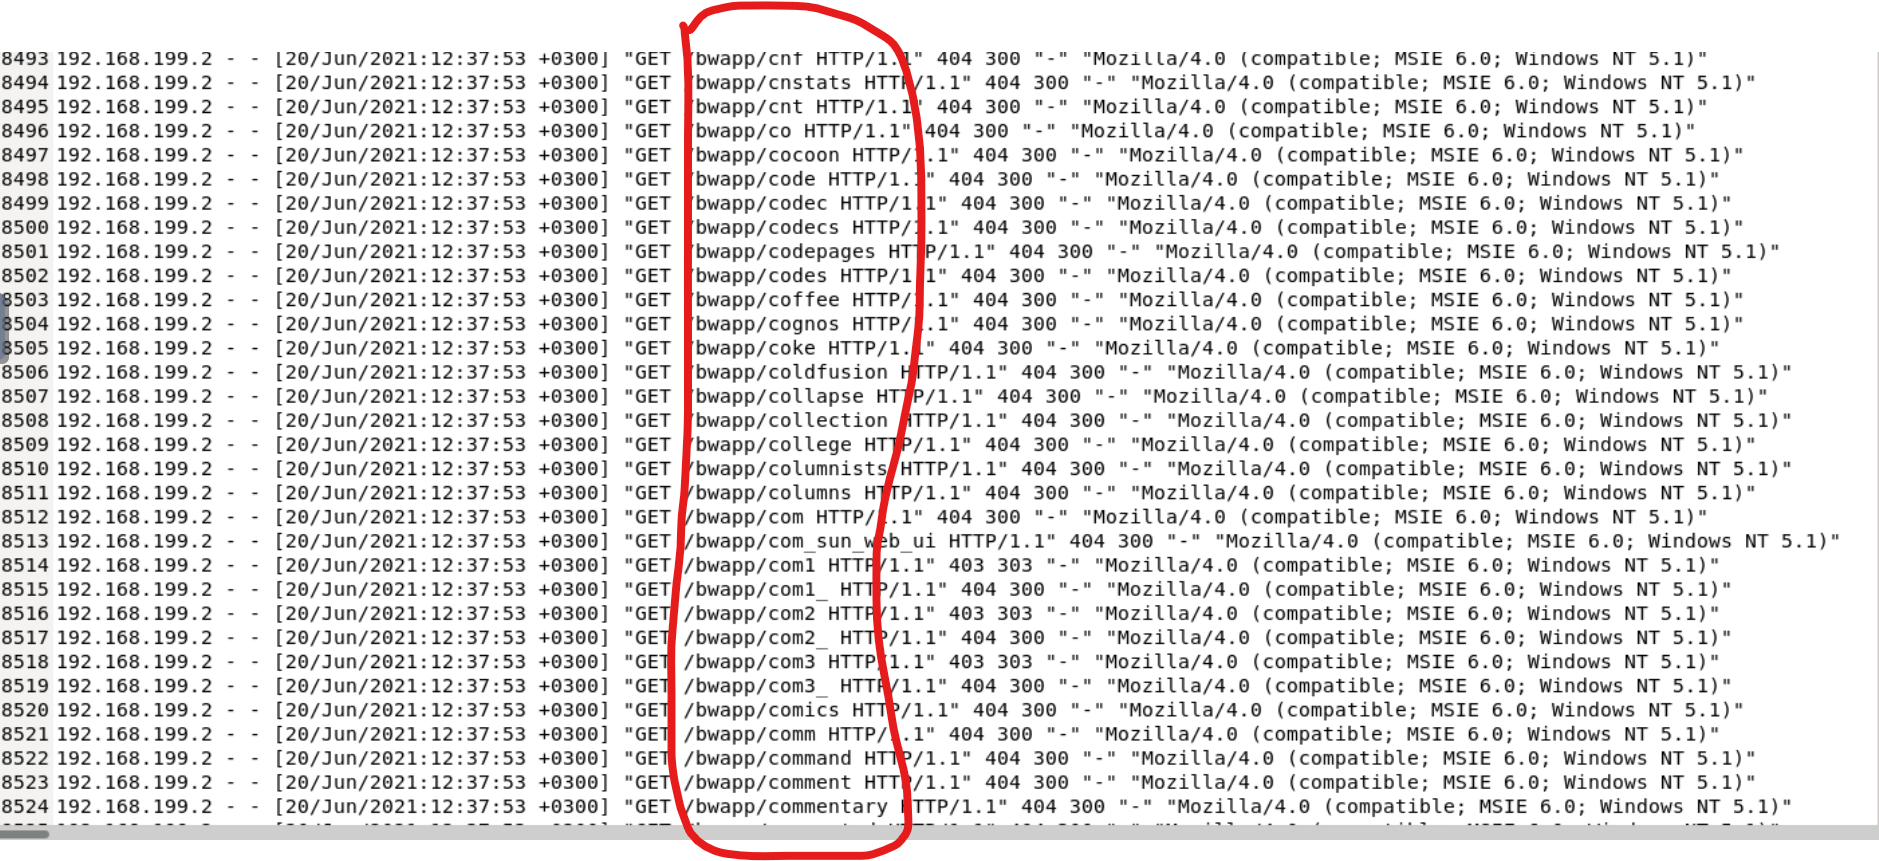 8493 192.168.199.2 - - [20/Jun/2021:12:37:53 +0300] "GET /bwapp/cnf HTTP/1.1" 404 300 "-" "Mozilla/4.0 (compatible; MSIE 6.0; Windows NT 5.1)"
8494 192.168.199.2 - - [20/Jun/2021:12:37:53 +0300] "GET /bwapp/cnstats HTTP/1.1" 404 300 "-" "Mozilla/4.0 (compatible; MSIE 6.0; Windows NT 5.1)"
8495 192.168.199.2 - - [20/Jun/2021:12:37:53 +0300] "GET /bwapp/cnt HTTP/1.1" 404 300 "-" "Mozilla/4.0 (compatible; MSIE 6.0; Windows NT 5.1)"
8496 192.168.199.2 - - [20/Jun/2021:12:37:53 +0300] "GET /bwapp/co HTTP/1.1" 404 300 "-" "Mozilla/4.0 (compatible; MSIE 6.0; Windows NT 5.1)"
8497 192.168.199.2 - - [20/Jun/2021:12:37:53 +0300] "GET /bwapp/cocoon HTTP/1.1" 404 300 "-" "Mozilla/4.0 (compatible; MSIE 6.0; Windows NT 5.1)"
8498 192.168.199.2 - - [20/Jun/2021:12:37:53 +0300] "GET /bwapp/code HTTP/1.1" 404 300 "-" "Mozilla/4.0 (compatible; MSIE 6.0; Windows NT 5.1)"
8499 192.168.199.2 - - [20/Jun/2021:12:37:53 +0300] "GET /bwapp/codec HTTP/1.1" 404 300 "-" "Mozilla/4.0 (compatible; MSIE 6.0; Windows NT 5.1)"
8500 192.168.199.2 - - [20/Jun/2021:12:37:53 +0300] "GET /bwapp/codecs HTTP/1.1" 404 300 "-" "Mozilla/4.0 (compatible; MSIE 6.0; Windows NT 5.1)"
8501 192.168.199.2 - - [20/Jun/2021:12:37:53 +0300] "GET /bwapp/codepages HTTP/1.1" 404 300 "-" "Mozilla/4.0 (compatible; MSIE 6.0; Windows NT 5.1)"
8502 192.168.199.2 - - [20/Jun/2021:12:37:53 +0300] "GET /bwapp/codes HTTP/1.1" 404 300 "-" "Mozilla/4.0 (compatible; MSIE 6.0; Windows NT 5.1)"
8503 192.168.199.2 - - [20/Jun/2021:12:37:53 +0300] "GET /bwapp/coffee HTTP/1.1" 404 300 "-" "Mozilla/4.0 (compatible; MSIE 6.0; Windows NT 5.1)"
8504 192.168.199.2 - - [20/Jun/2021:12:37:53 +0300] "GET /bwapp/cognos HTTP/1.1" 404 300 "-" "Mozilla/4.0 (compatible; MSIE 6.0; Windows NT 5.1)"
8505 192.168.199.2 - - [20/Jun/2021:12:37:53 +0300] "GET /bwapp/coke HTTP/1.1" 404 300 "-" "Mozilla/4.0 (compatible; MSIE 6.0; Windows NT 5.1)"
8506 192.168.199.2 - - [20/Jun/2021:12:37:53 +0300] "GET /bwapp/coldfusion HTTP/1.1" 404 300 "-" "Mozilla/4.0 (compatible; MSIE 6.0; Windows NT 5.1)"
8507 192.168.199.2 - - [20/Jun/2021:12:37:53 +0300] "GET /bwapp/collapse HTTP/1.1" 404 300 "-" "Mozilla/4.0 (compatible; MSIE 6.0; Windows NT 5.1)"
8508 192.168.199.2 - - [20/Jun/2021:12:37:53 +0300] "GET /bwapp/collection HTTP/1.1" 404 300 "-" "Mozilla/4.0 (compatible; MSIE 6.0; Windows NT 5.1)"
8509 192.168.199.2 - - [20/Jun/2021:12:37:53 +0300] "GET /bwapp/college HTTP/1.1" 404 300 "-" "Mozilla/4.0 (compatible; MSIE 6.0; Windows NT 5.1)"
8510 192.168.199.2 - - [20/Jun/2021:12:37:53 +0300] "GET /bwapp/columnists HTTP/1.1" 404 300 "-" "Mozilla/4.0 (compatible; MSIE 6.0; Windows NT 5.1)"
8511 192.168.199.2 - - [20/Jun/2021:12:37:53 +0300] "GET /bwapp/columns HTTP/1.1" 404 300 "-" "Mozilla/4.0 (compatible; MSIE 6.0; Windows NT 5.1)"
8512 192.168.199.2 - - [20/Jun/2021:12:37:53 +0300] "GET /bwapp/com HTTP/1.1" 404 300 "-" "Mozilla/4.0 (compatible; MSIE 6.0; Windows NT 5.1)"
8513 192.168.199.2 - - [20/Jun/2021:12:37:53 +0300] "GET /bwapp/com_sun_web_ui HTTP/1.1" 404 300 "-" "Mozilla/4.0 (compatible; MSIE 6.0; Windows NT 5.1)"
8514 192.168.199.2 - - [20/Jun/2021:12:37:53 +0300] "GET /bwapp/com1 HTTP/1.1" 403 303 "-" "Mozilla/4.0 (compatible; MSIE 6.0; Windows NT 5.1)"
8515 192.168.199.2 - - [20/Jun/2021:12:37:53 +0300] "GET /bwapp/com1_ HTTP/1.1" 404 300 "-" "Mozilla/4.0 (compatible; MSIE 6.0; Windows NT 5.1)"
8516 192.168.199.2 - - [20/Jun/2021:12:37:53 +0300] "GET /bwapp/com2 HTTP/1.1" 403 303 "-" "Mozilla/4.0 (compatible; MSIE 6.0; Windows NT 5.1)"
8517 192.168.199.2 - - [20/Jun/2021:12:37:53 +0300] "GET /bwapp/com2_ HTTP/1.1" 404 300 "-" "Mozilla/4.0 (compatible; MSIE 6.0; Windows NT 5.1)"
8518 192.168.199.2 - - [20/Jun/2021:12:37:53 +0300] "GET /bwapp/com3 HTTP/1.1" 403 303 "-" "Mozilla/4.0 (compatible; MSIE 6.0; Windows NT 5.1)"
8519 192.168.199.2 - - [20/Jun/2021:12:37:53 +0300] "GET /bwapp/com3_ HTTP/1.1" 404 300 "-" "Mozilla/4.0 (compatible; MSIE 6.0; Windows NT 5.1)"
8520 192.168.199.2 - - [20/Jun/2021:12:37:53 +0300] "GET /bwapp/comics HTTP/1.1" 404 300 "-" "Mozilla/4.0 (compatible; MSIE 6.0; Windows NT 5.1)"
8521 192.168.199.2 - - [20/Jun/2021:12:37:53 +0300] "GET /bwapp/comm HTTP/1.1" 404 300 "-" "Mozilla/4.0 (compatible; MSIE 6.0; Windows NT 5.1)"
8522 192.168.199.2 - - [20/Jun/2021:12:37:53 +0300] "GET /bwapp/command HTTP/1.1" 404 300 "-" "Mozilla/4.0 (compatible; MSIE 6.0; Windows NT 5.1)"
8523 192.168.199.2 - - [20/Jun/2021:12:37:53 +0300] "GET /bwapp/comment HTTP/1.1" 404 300 "-" "Mozilla/4.0 (compatible; MSIE 6.0; Windows NT 5.1)"
8524 192.168.199.2 - - [20/Jun/2021:12:37:53 +0300] "GET /bwapp/commentary HTTP/1.1" 404 300 "-" "Mozilla/4.0 (compatible; MSIE 6.0; Windows NT 5.1)"